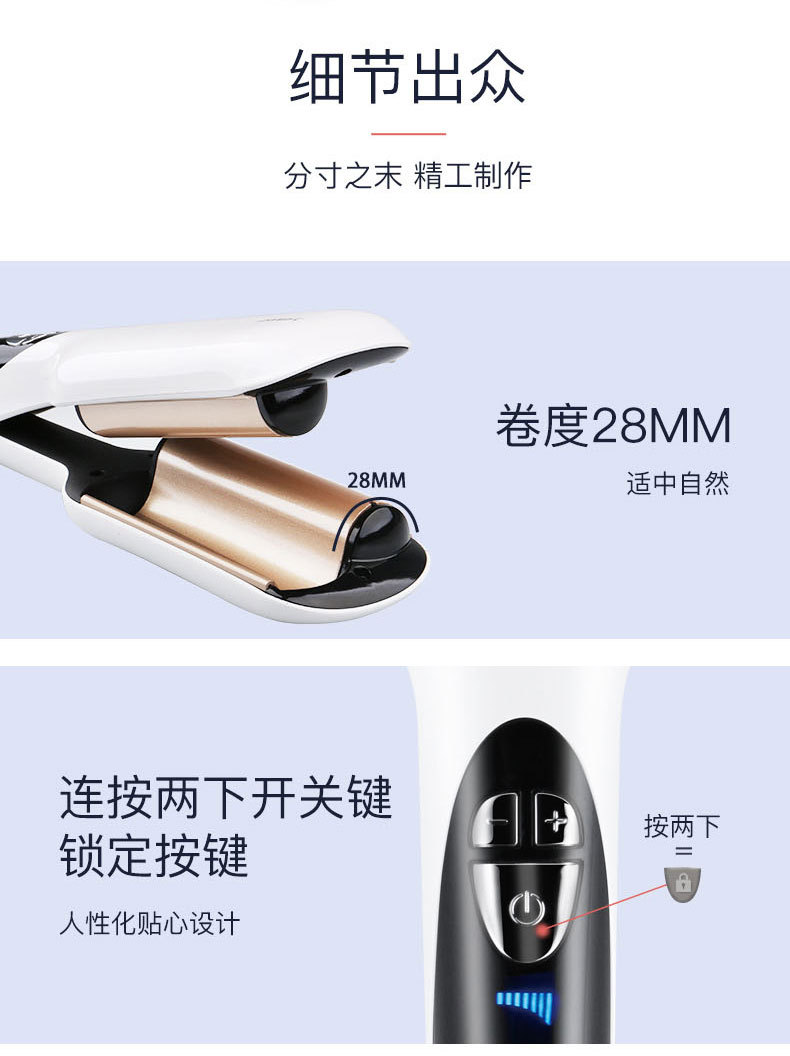 细节出众
分寸之末 精工制作
28MM
卷度28MM
适中自然
连按两下开关键
锁定按键
人性化贴心设计
按两下
=